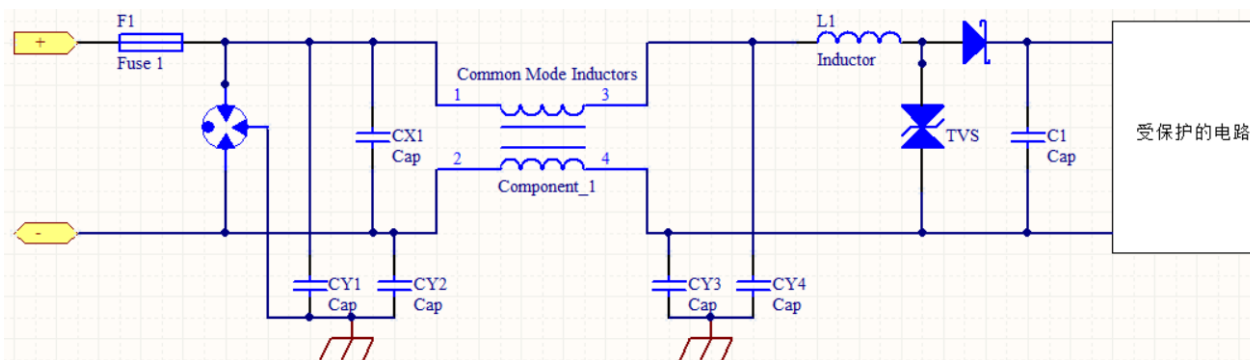 F1
+
Fuse 1
L1
Inductor
Common Mode Inductors
1
3
CX1
Cap
TVS
C1
Cap
受保护的电路
2
4
Component_1
-
CY1
Cap
CY2
Cap
CY3
Cap
CY4
Cap